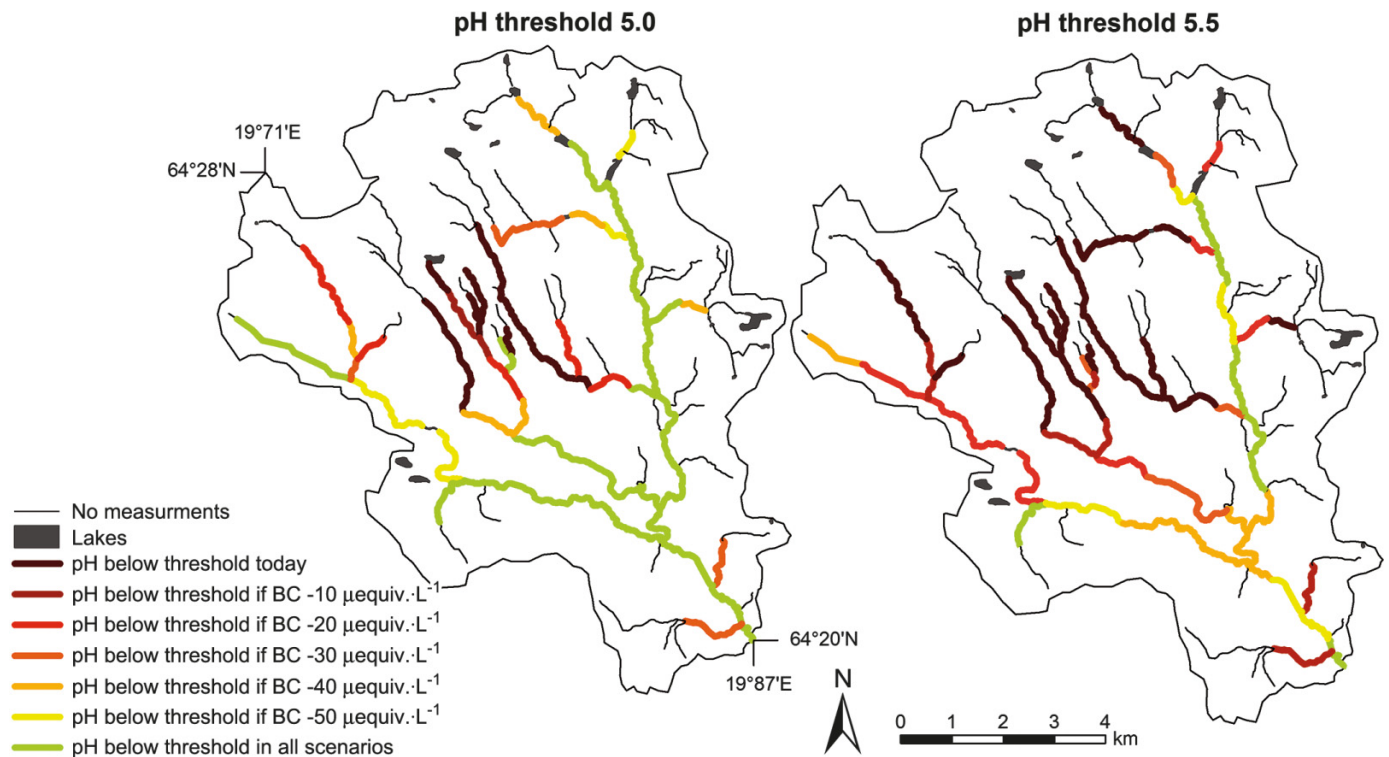 pH threshold 5.0
pH threshold 5.5
19°71'E
64°28'N
No measurments
Lakes
pH below threshold today
pH below threshold if BC -10 µequiv.·L⁻¹
pH below threshold if BC -20 µequiv.·L⁻¹
pH below threshold if BC -30 µequiv.·L⁻¹
pH below threshold if BC -40 µequiv.·L⁻¹
pH below threshold if BC -50 µequiv.·L⁻¹
pH below threshold in all scenarios
64°20'N
19°87'E
N
0 1 2 3 4
km